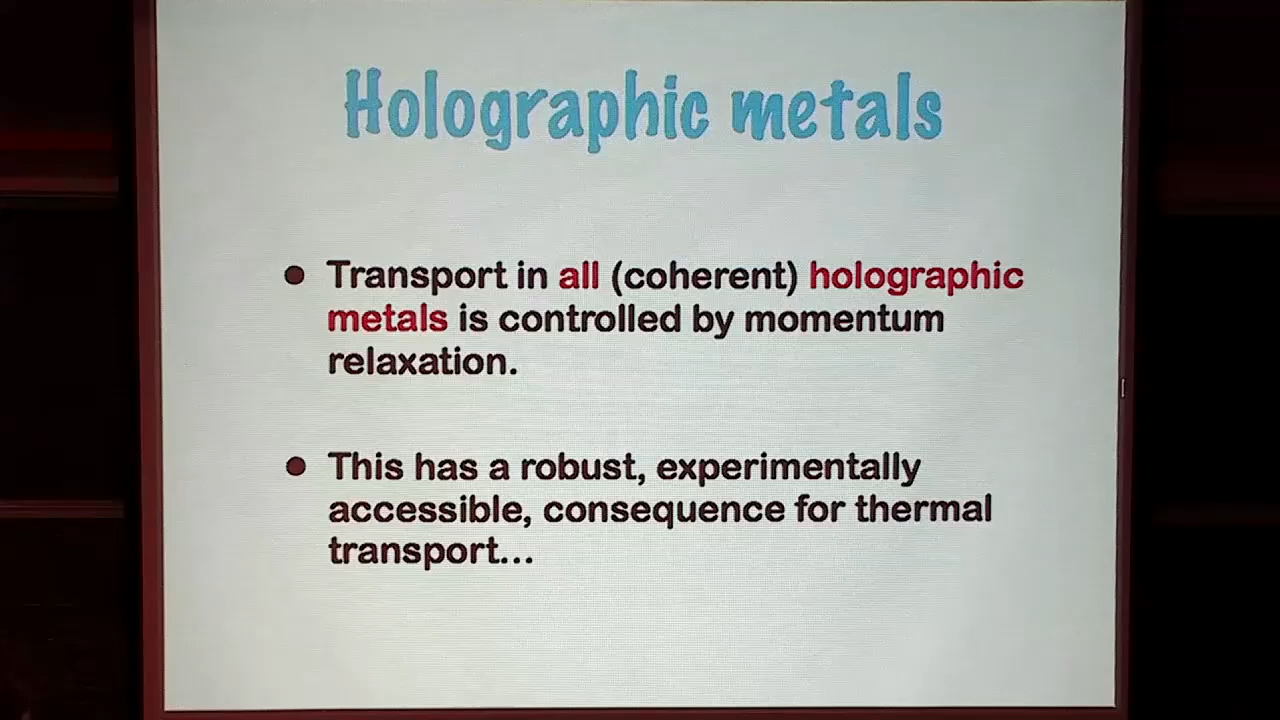 Holographic metals
• Transport in all (coherent) holographic
metals is controlled by momentum
relaxation.
• This has a robust, experimentally
accessible, consequence for thermal
transport...